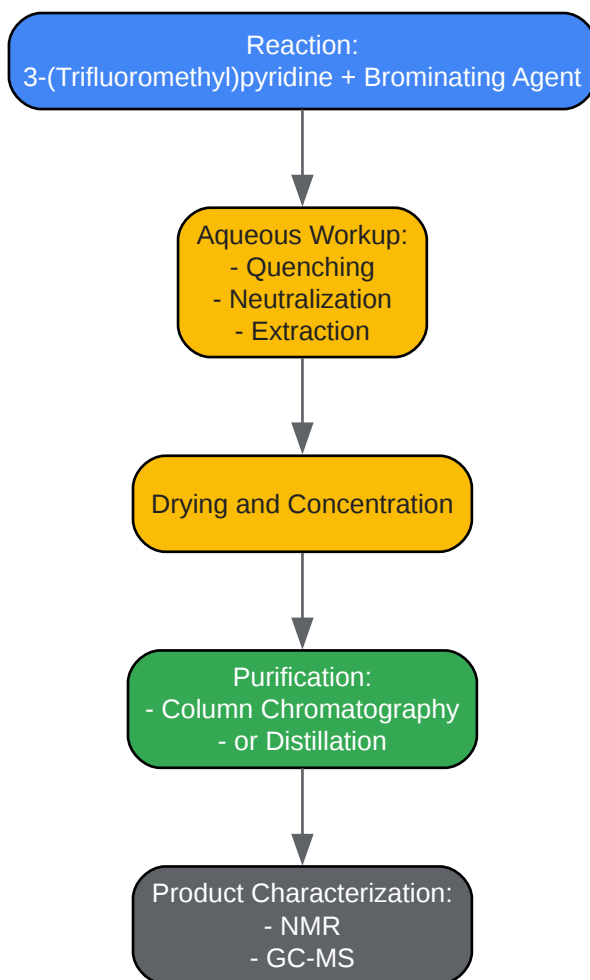 Reaction:
3-(Trifluoromethyl)pyridine + Brominating Agent
Aqueous Workup:
- Quenching
- Neutralization
- Extraction
Drying and Concentration
Purification:
- Column Chromatography
- or Distillation
Product Characterization:
- NMR
- GC-MS